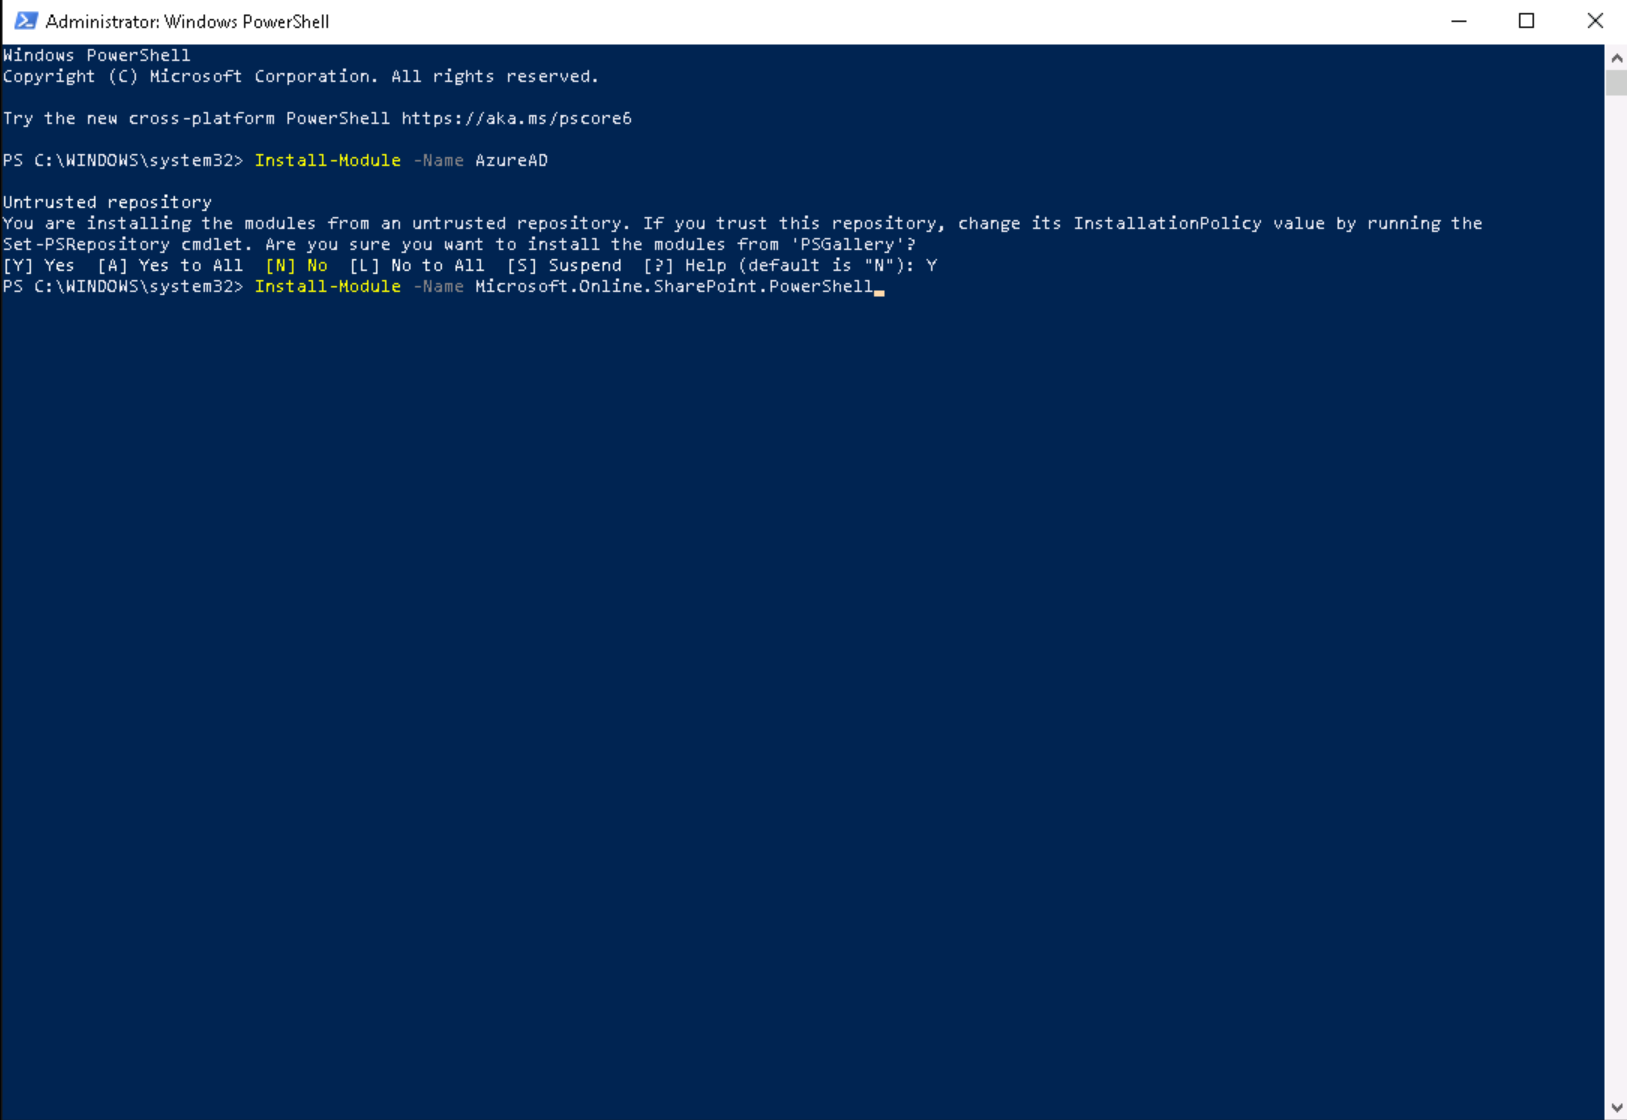 Administrator: Windows PowerShell
Windows PowerShell
Copyright (C) Microsoft Corporation. All rights reserved.
Try the new cross-platform PowerShell https://aka.ms/pscore6
PS C:\WINDOWS\system32> Install-Module -Name AzureAD
Untrusted repository
You are installing the modules from an untrusted repository. If you trust this repository, change its InstallationPolicy value by running the
Set-PSRepository cmdlet. Are you sure you want to install the modules from 'PSGallery'?
[Y] Yes  [A] Yes to All  [N] No  [L] No to All  [S] Suspend  [?] Help (default is "N"): Y
PS C:\WINDOWS\system32> Install-Module -Name Microsoft.Online.SharePoint.PowerShell